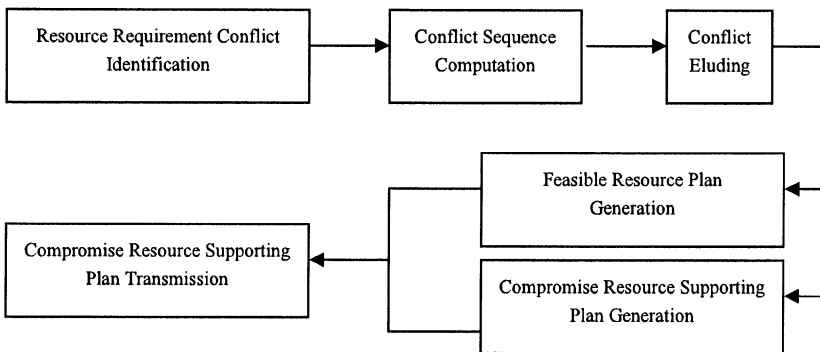 Resource Requirement Conflict
Identification
Conflict Sequence
Computation
Conflict
Eluding
Feasible Resource Plan
Generation
Compromise Resource Supporting
Plan Transmission
Compromise Resource Supporting
Plan Generation